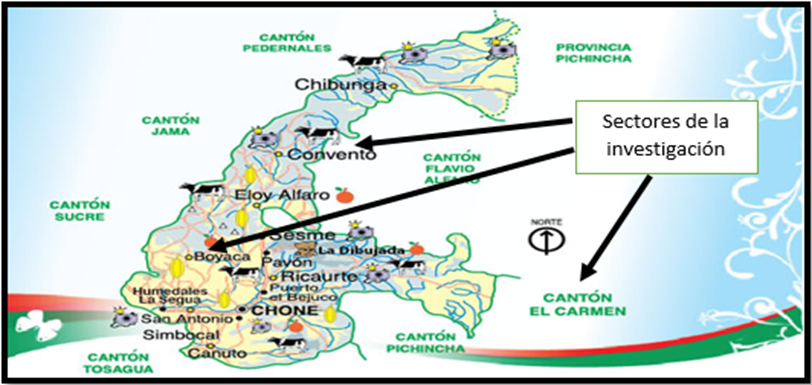 CANTÓN
PEDERNALES
PROVINCIA
PICHINCHA
Chibunga
CANTÓN
JAMA
Sectores de la
investigación
Convento
CANTÓN
FLAVIO
ALFARO
Eloy Alfaro
CANTÓN
SUCRE
NORTE
Sesme
La Dibujada
Boyaca
Payón
Ricaurte
Humedales
La Segua
Puerto
el Bejuco
CHONE
San Antonio
CANTÓN
EL CARMEN
Simbocal
Canuto
CANTÓN
PICHINCHA
CANTÓN
TOSAGUA